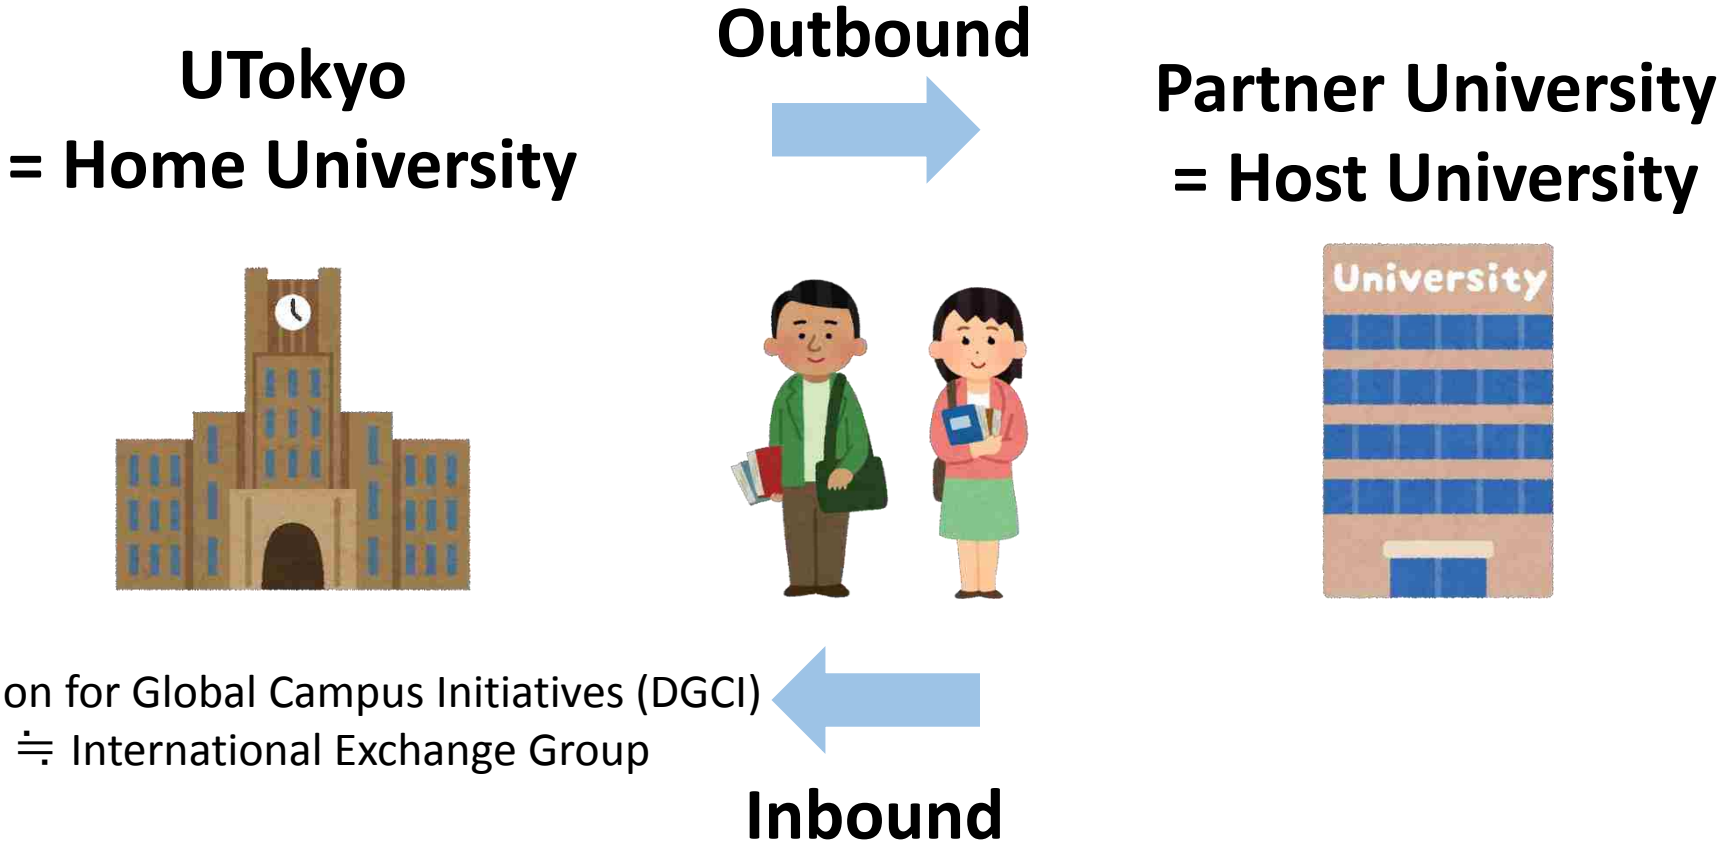 Outbound
UTokyo
= Home University
Partner University
= Host University
University
on for Global Campus Initiatives (DGCI)
≒ International Exchange Group
Inbound